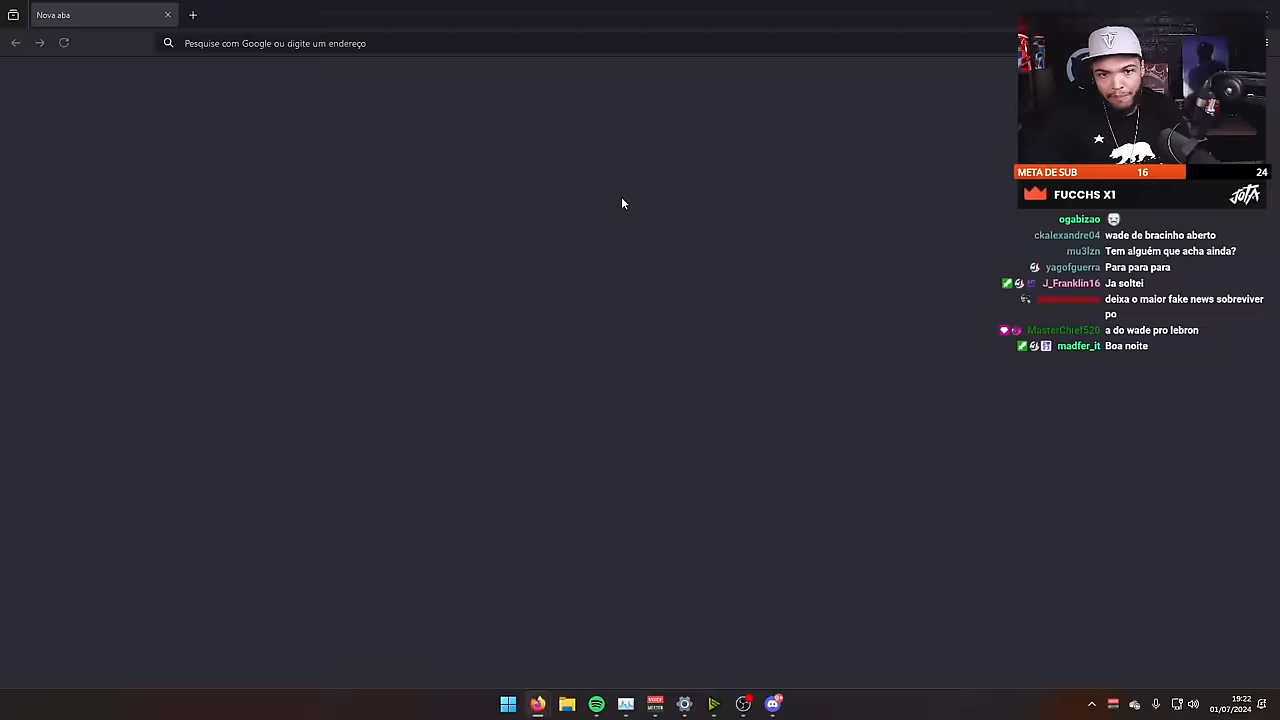 Nova aba
Pesquise com Google ou digite um endereço
META DE SUB 16 24
FUCCHS X1 JOTA
ogabizao
ckalexandre04 wade de bracinho aberto
mu3lzn Tem alguém que acha ainda?
yagofguerra Para para para
J_Franklin16 Ja soltei
deixa o maior fake news sobreviver
po
MasterChief520 a do wade pro lebron
madfer_it Boa noite
19:22
01/07/2024